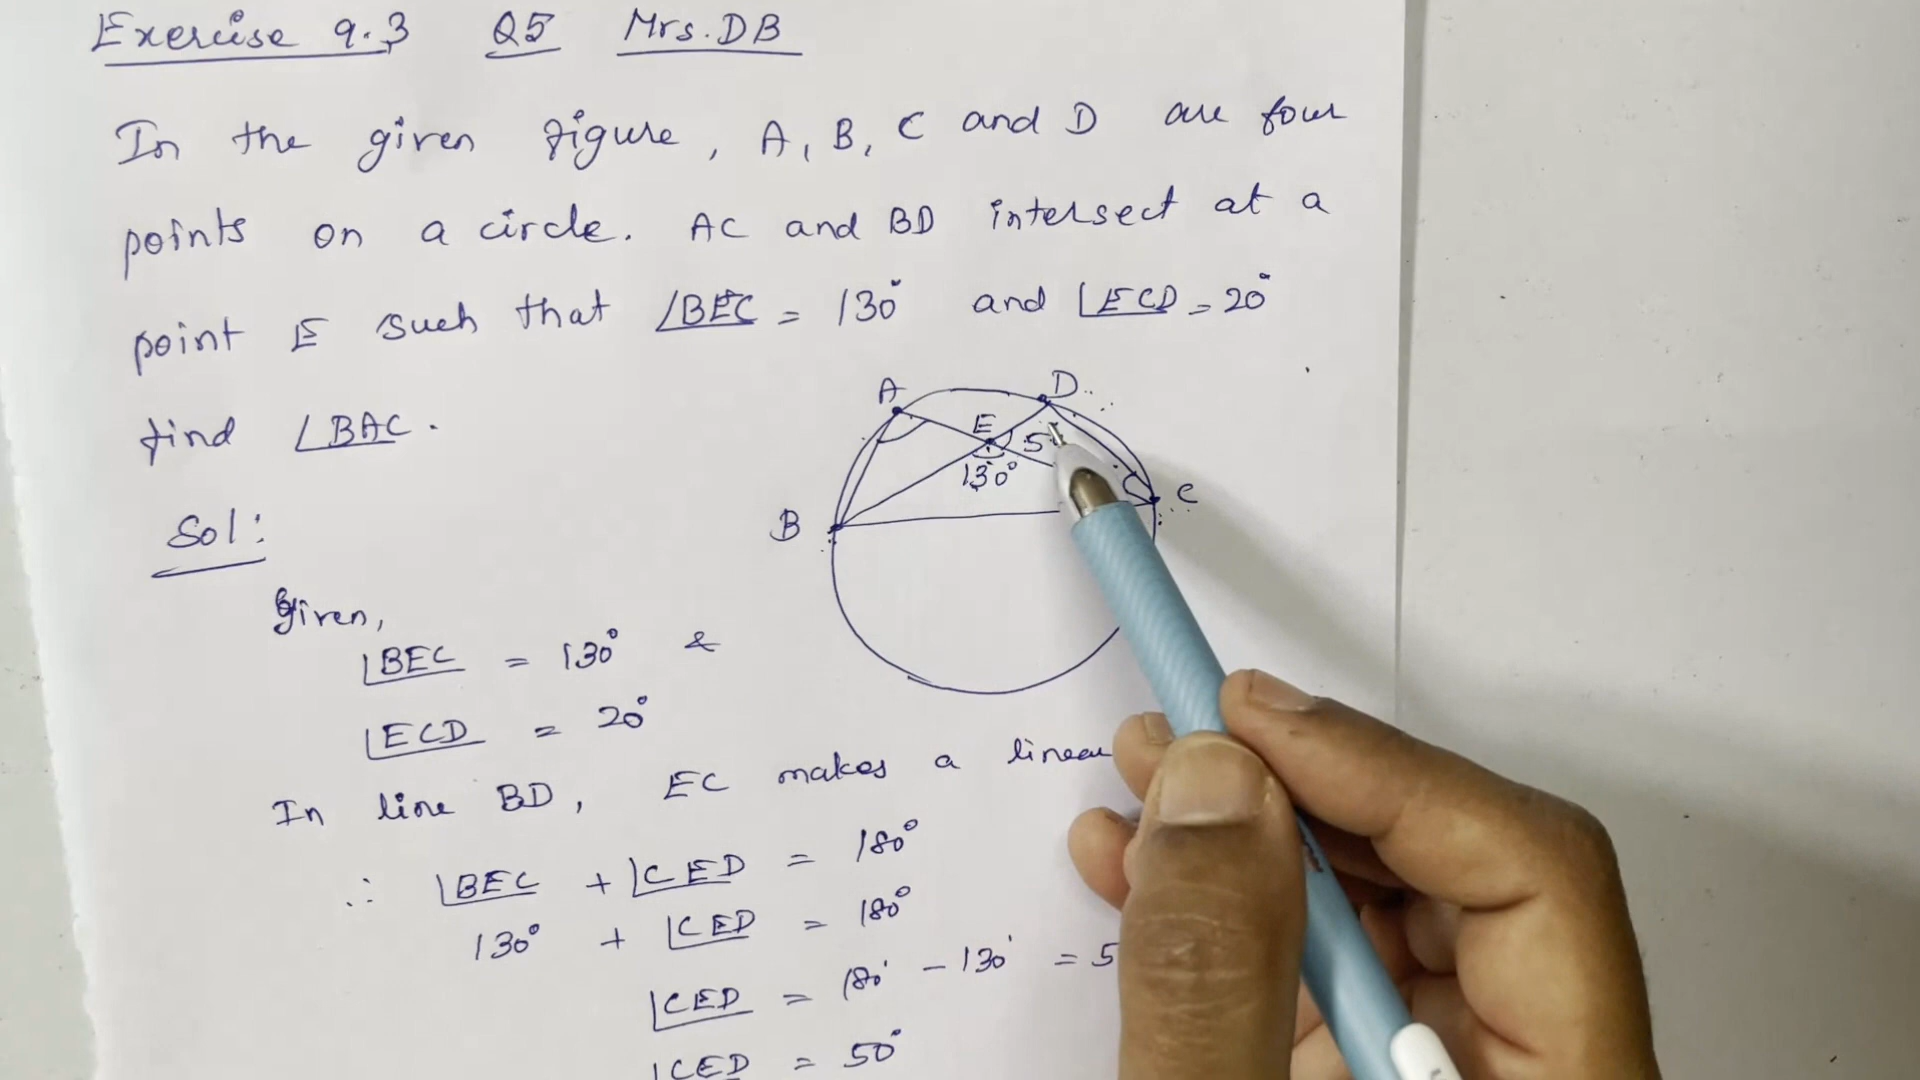 Exercise 9.3 Q5 Mrs. DB
In the given figure, A, B, C and D are four
points on a circle. AC and BD intersect at a
point E such that ∠BEC = 130° and ∠ECD = 20°
find ∠BAC.
A
D
E
5
130°
B
C
Sol:
Given,
∠BEC = 130° &
∠ECD = 20°
In line BD, EC makes a linear
∴ ∠BEC + ∠CED = 180°
130° + ∠CED = 180°
∠CED = 180° - 130° = 5
∠CED = 50°